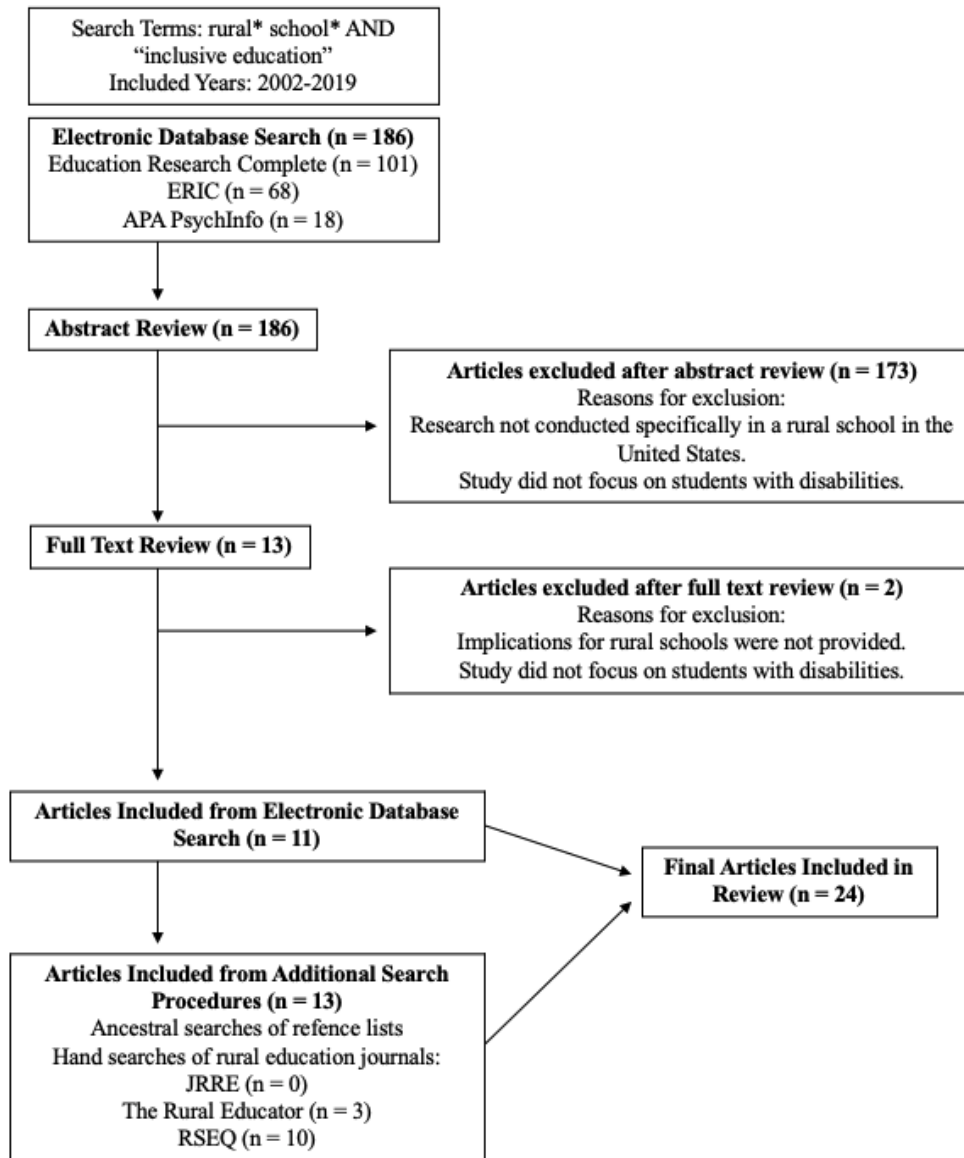 Search Terms: rural* school* AND
“inclusive education”
Included Years: 2002-2019
Electronic Database Search (n = 186)
Education Research Complete (n = 101)
ERIC (n = 68)
APA PsychInfo (n = 18)
Abstract Review (n = 186)
Articles excluded after abstract review (n = 173)
Reasons for exclusion:
Research not conducted specifically in a rural school in the
United States.
Study did not focus on students with disabilities.
Full Text Review (n = 13)
Articles excluded after full text review (n = 2)
Reasons for exclusion:
Implications for rural schools were not provided.
Study did not focus on students with disabilities.
Articles Included from Electronic Database
Search (n = 11)
Final Articles Included in
Review (n = 24)
Articles Included from Additional Search
Procedures (n = 13)
Ancestral searches of refence lists
Hand searches of rural education journals:
JRRE (n = 0)
The Rural Educator (n = 3)
RSEQ (n = 10)